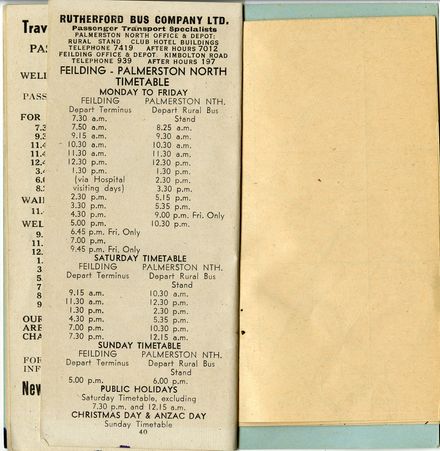 RUTHERFORD BUS COMPANY LTD.
Passenger Transport Specialists
PALMERSTON NORTH OFFICE & DEPOT:
RURAL STAND. CLUB HOTEL BUILDINGS
TELEPHONE 7419 AFTER HOURS 7012
FEILDING OFFICE & DEPOT. KIMBOLTON ROAD
TELEPHONE 939 AFTER HOURS 197
FEILDING - PALMERSTON NORTH
TIMETABLE
MONDAY TO FRIDAY
FEILDING PALMERSTON NTH.
Depart Terminus Depart Rural Bus
7.30 a.m. Stand
7.50 a.m. 8.25 a.m.
9.15 a.m. 9.30 a.m.
10.30 a.m. 10.30 a.m.
11.30 a.m. 11.30 a.m.
12.30 p.m. 12.30 p.m.
1.30 p.m. 1.30 p.m.
(via Hospital 2.30 p.m.
visiting days) 3.30 p.m.
2.30 p.m. 5.15 p.m.
3.30 p.m. 5.35 p.m.
4.30 p.m. 9.00 p.m. Fri. Only
5.00 p.m. 10.30 p.m.
6.45 p.m. Fri. Only
7.00 p.m.
9.45 p.m. Fri. Only
SATURDAY TIMETABLE
FEILDING PALMERSTON NTH.
Depart Terminus Depart Rural Bus
Stand
9.15 a.m. 10.30 a.m.
11.30 a.m. 12.30 p.m.
1.30 p.m. 2.30 p.m.
4.30 p.m. 5.35 p.m.
7.00 p.m. 10.30 p.m.
7.30 p.m. 12.15 a.m.
SUNDAY TIMETABLE
FEILDING PALMERSTON NTH.
Depart Terminus Depart Rural Bus
Stand
5.00 p.m. 6.00 p.m.
PUBLIC HOLIDAYS
Saturday Timetable, excluding
7.30 p.m. and 12.15 a.m.
CHRISTMAS DAY & ANZAC DAY
Sunday Timetable
40